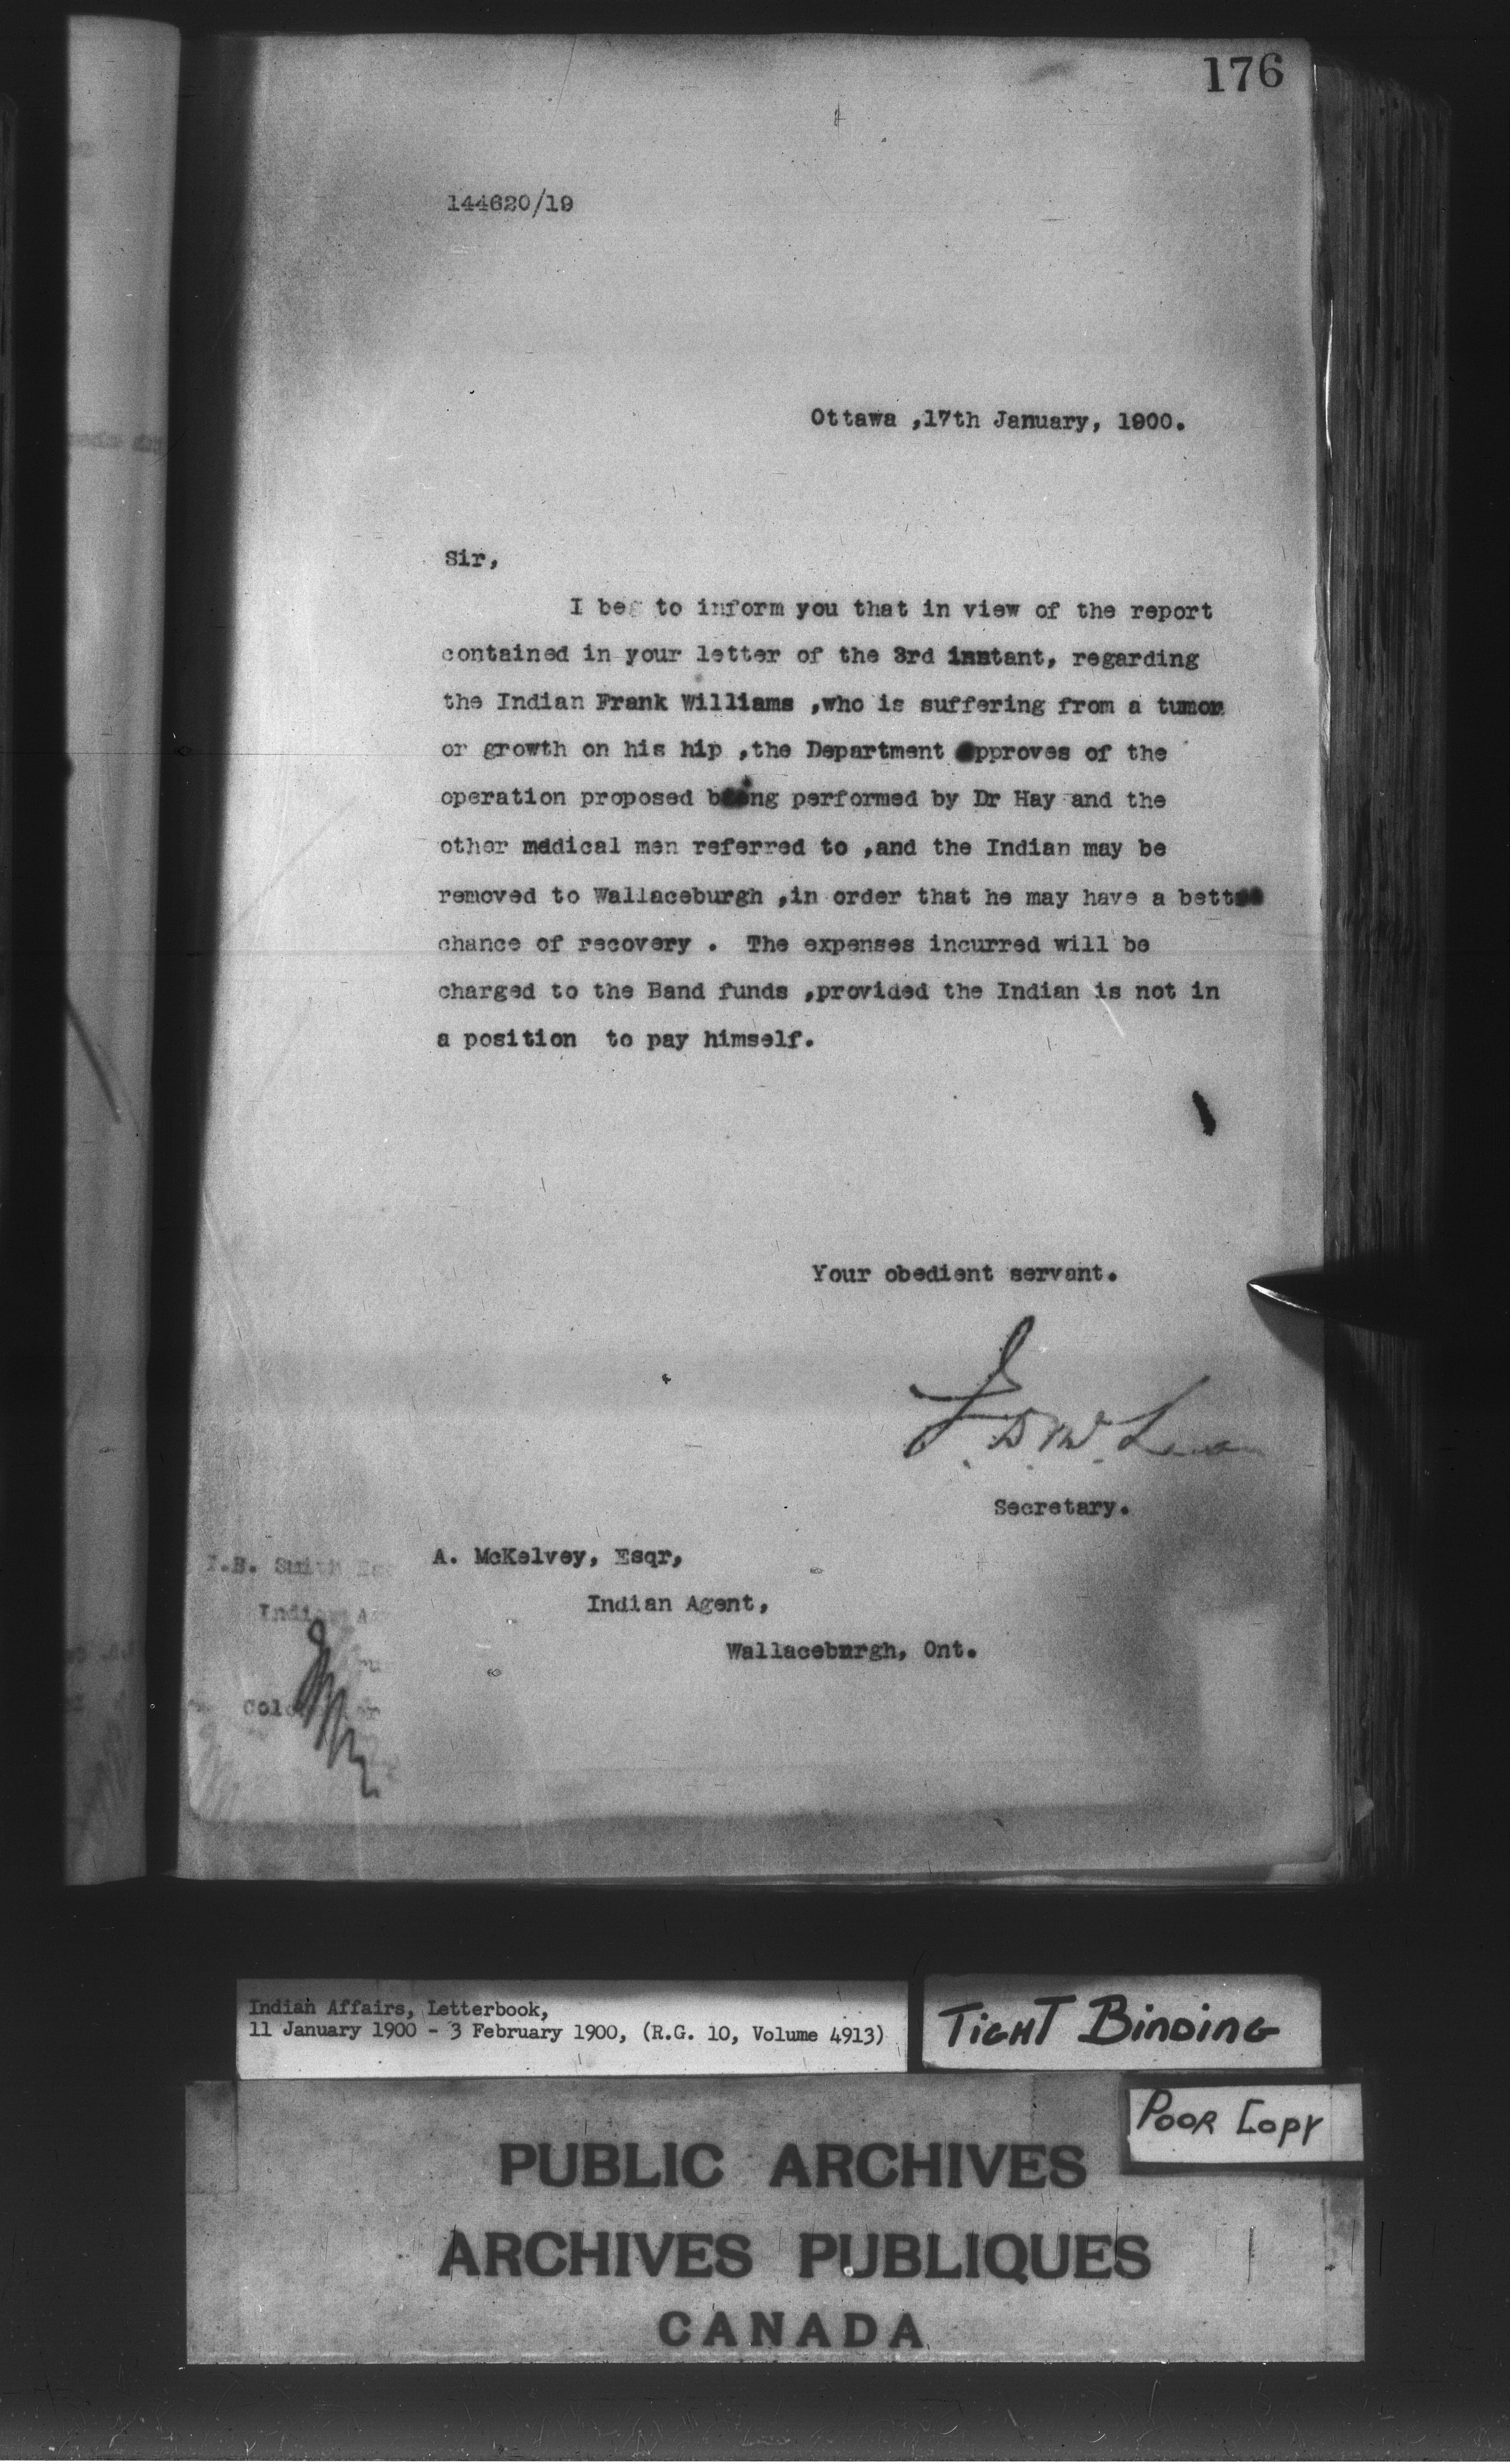 176
144620/19
Ottawa ,17th January, 1900.
Sir,
I beg to inform you that in view of the report
contained in your letter of the 3rd instant, regarding
the Indian Frank Williams ,who is suffering from a tumor
or growth on his hip ,the Department approves of the
operation proposed being performed by Dr Hay and the
other medical men referred to ,and the Indian may be
removed to Wallaceburgh ,in order that he may have a better
chance of recovery . The expenses incurred will be
charged to the Band funds ,provided the Indian is not in
a position to pay himself.
Your obedient servant.
J. D. McLean
Secretary.
A. McKelvey, Esqr,
Indian Agent,
Wallaceburgh, Ont.
Smith
Indian
Indian Affairs, Letterbook,
11 January 1900 - 3 February 1900, (R.G. 10, Volume 4913)
TIGHT BINDING
POOR COPY
PUBLIC ARCHIVES
ARCHIVES PUBLIQUES
CANADA